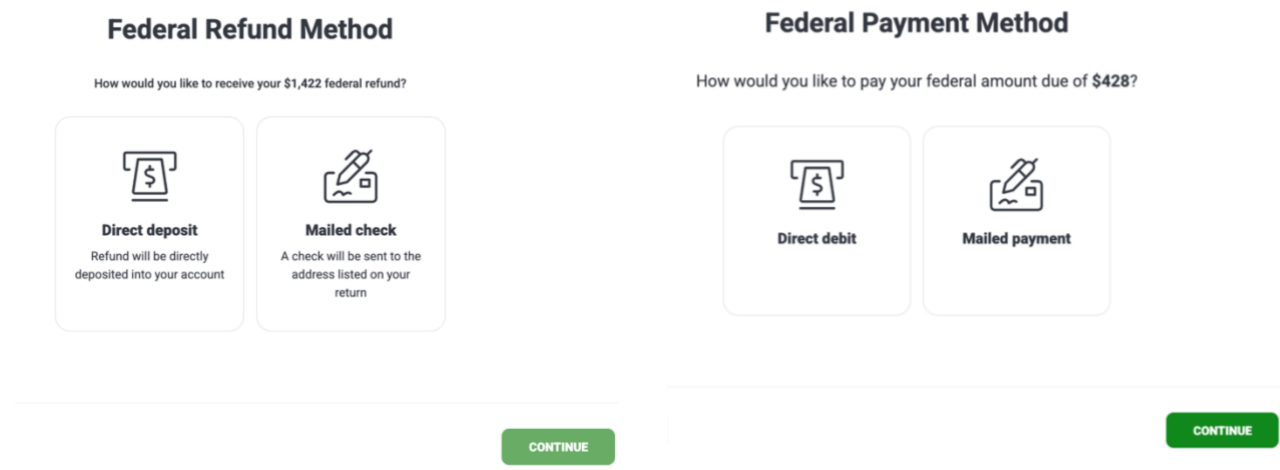 Federal Refund Method
How would you like to receive your $1,422 federal refund?
$
Direct deposit
Refund will be directly
deposited into your account
Mailed check
A check will be sent to the
address listed on your
return
CONTINUE
Federal Payment Method
How would you like to pay your federal amount due of $428?
$
Direct debit
Mailed payment
CONTINUE